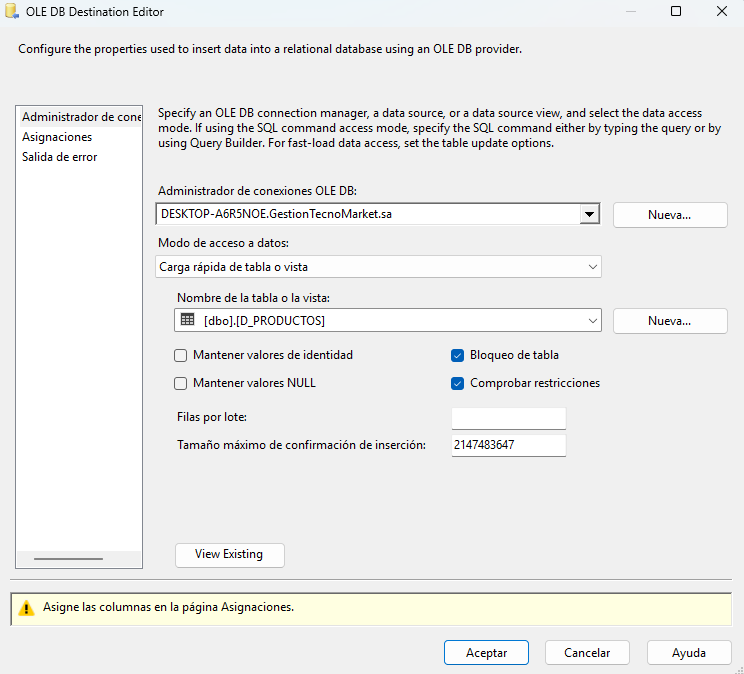 OLE DB Destination Editor
Configure the properties used to insert data into a relational database using an OLE DB provider.
Administrador de cone
Asignaciones
Salida de error
Specify an OLE DB connection manager, a data source, or a data source view, and select the data access
mode. If using the SQL command access mode, specify the SQL command either by typing the query or by
using Query Builder. For fast-load data access, set the table update options.
Administrador de conexiones OLE DB:
DESKTOP-A6R5NOE.GestionTecnoMarket.sa
Nueva...
Modo de acceso a datos:
Carga rápida de tabla o vista
Nombre de la tabla o la vista:
[dbo].[D_PRODUCTOS]
Nueva...
Mantener valores de identidad
Bloqueo de tabla
Mantener valores NULL
Comprobar restricciones
Filas por lote:
Tamaño máximo de confirmación de inserción:
2147483647
View Existing
Asigne las columnas en la página Asignaciones.
Aceptar
Cancelar
Ayuda